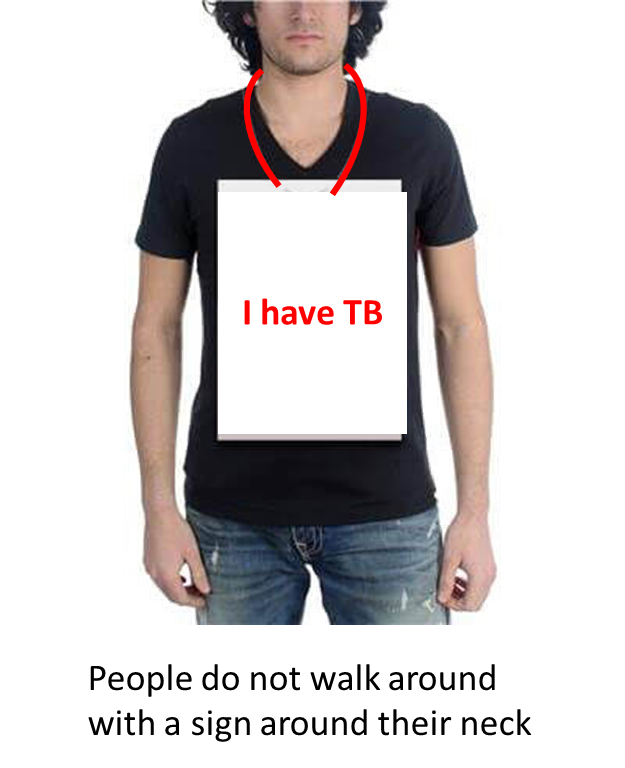 I have TB
People do not walk around
with a sign around their neck